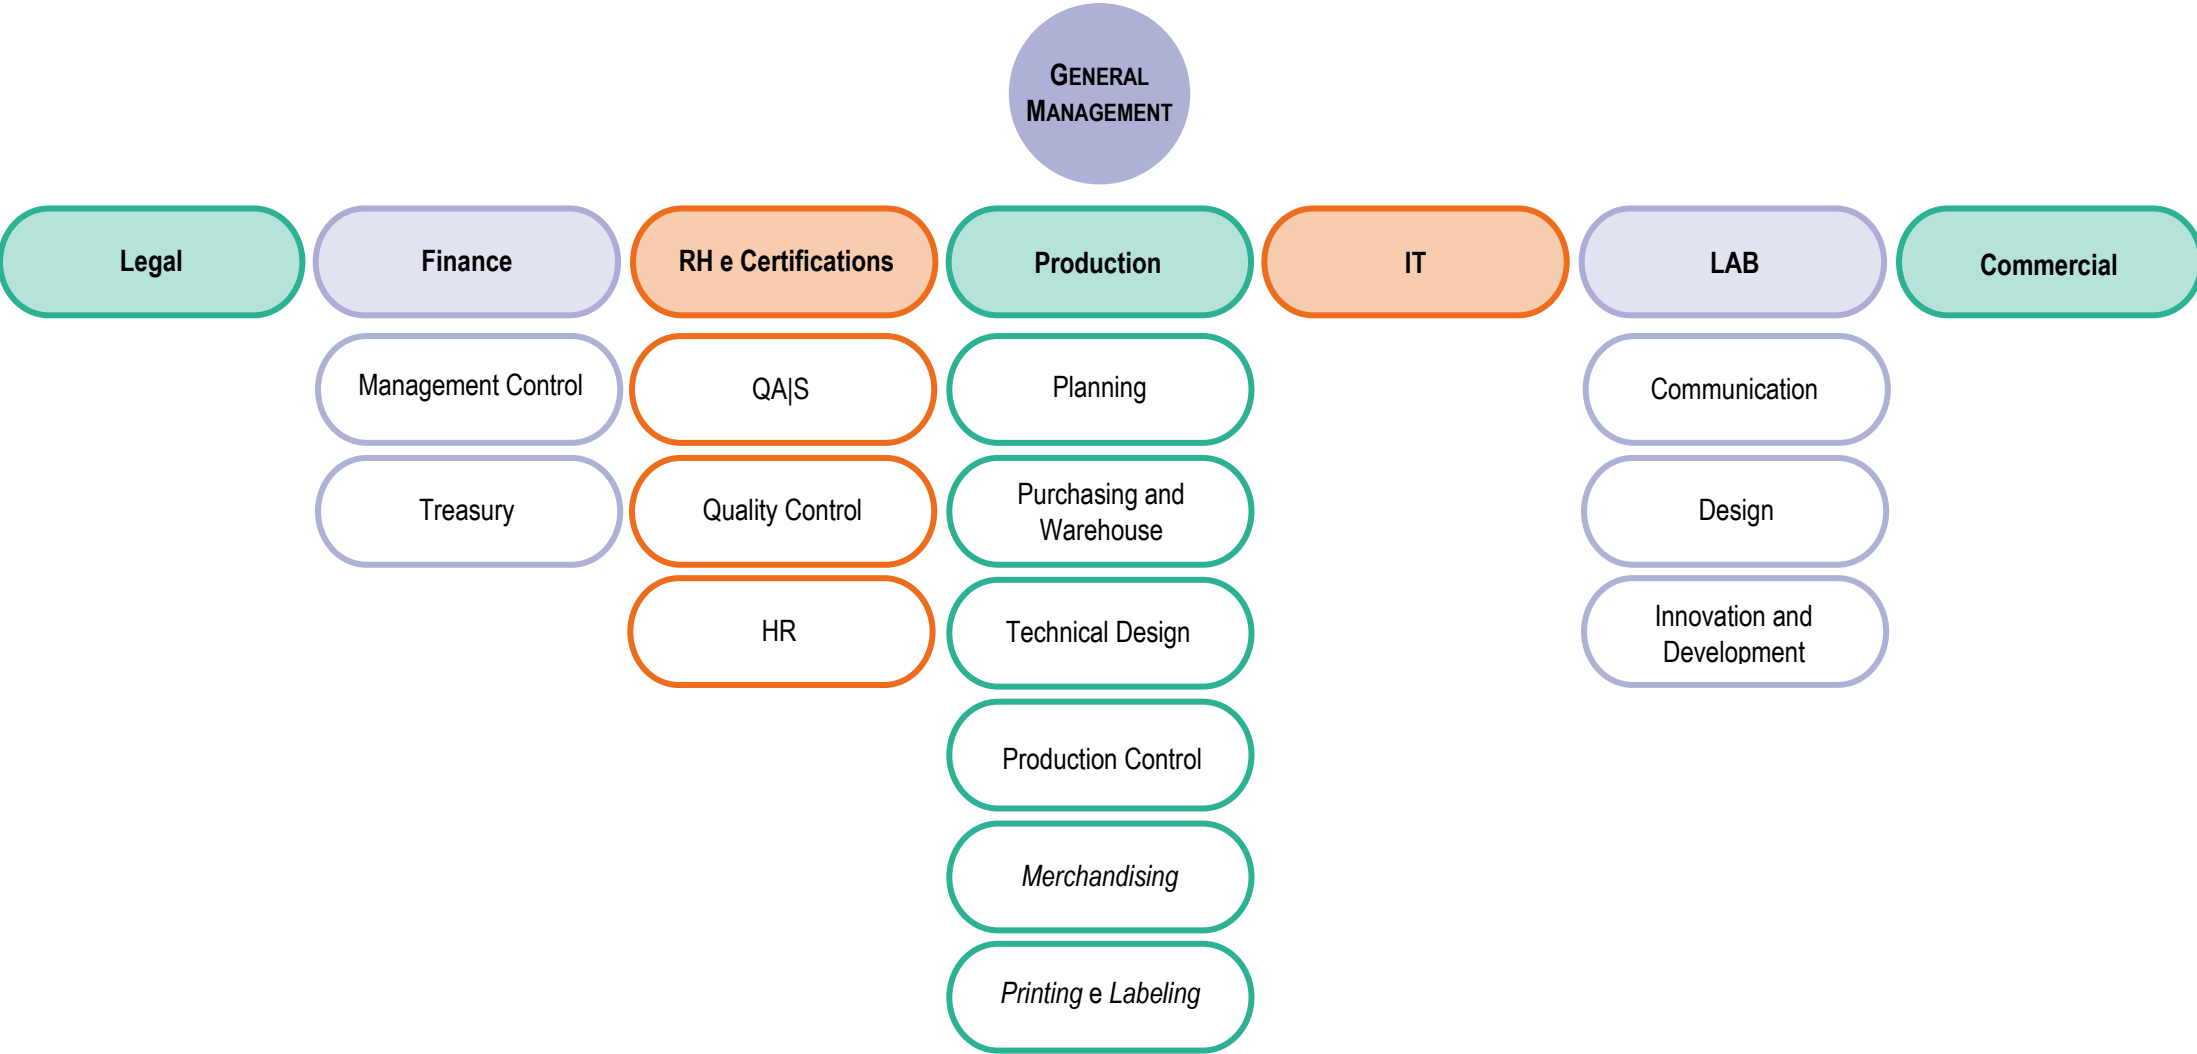 GENERAL
MANAGEMENT
Legal
Finance
RH e Certifications
Production
IT
LAB
Commercial
Management Control
Treasury
QA|S
Quality Control
HR
Planning
Purchasing and
Warehouse
Technical Design
Production Control
Merchandising
Printing e Labeling
Communication
Design
Innovation and
Development